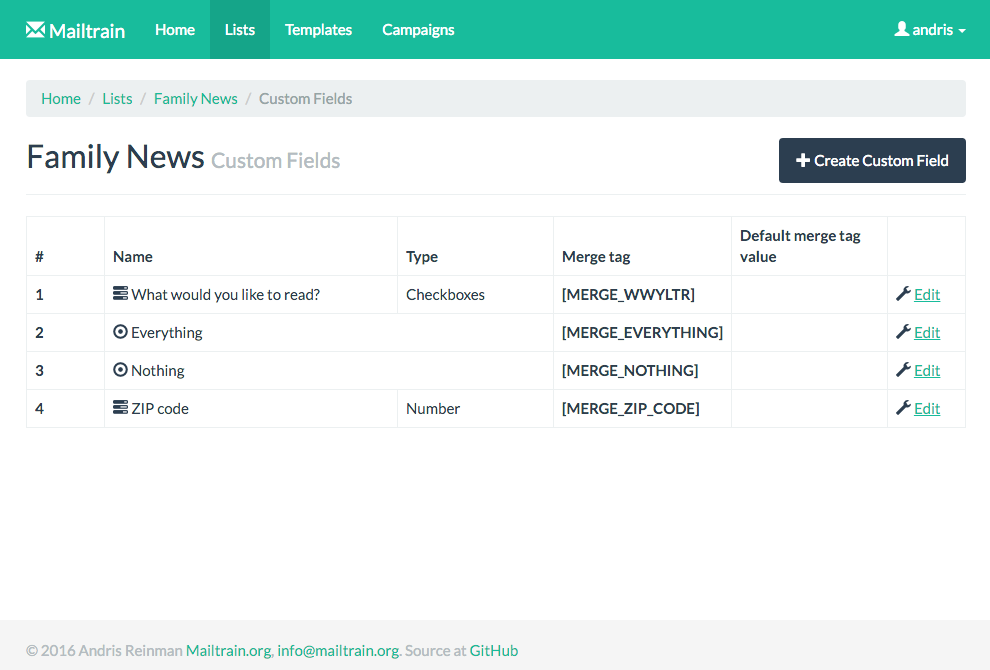 Mailtrain Home Lists Templates Campaigns andris
Home / Lists / Family News / Custom Fields
Family News Custom Fields
Create Custom Field
# Name Type Merge tag Default merge tag value
1 What would you like to read? Checkboxes [MERGE_WWYLTR] Edit
2 Everything [MERGE_EVERYTHING] Edit
3 Nothing [MERGE_NOTHING] Edit
4 ZIP code Number [MERGE_ZIP_CODE] Edit
© 2016 Andris Reinman Mailtrain.org, info@mailtrain.org. Source at GitHub